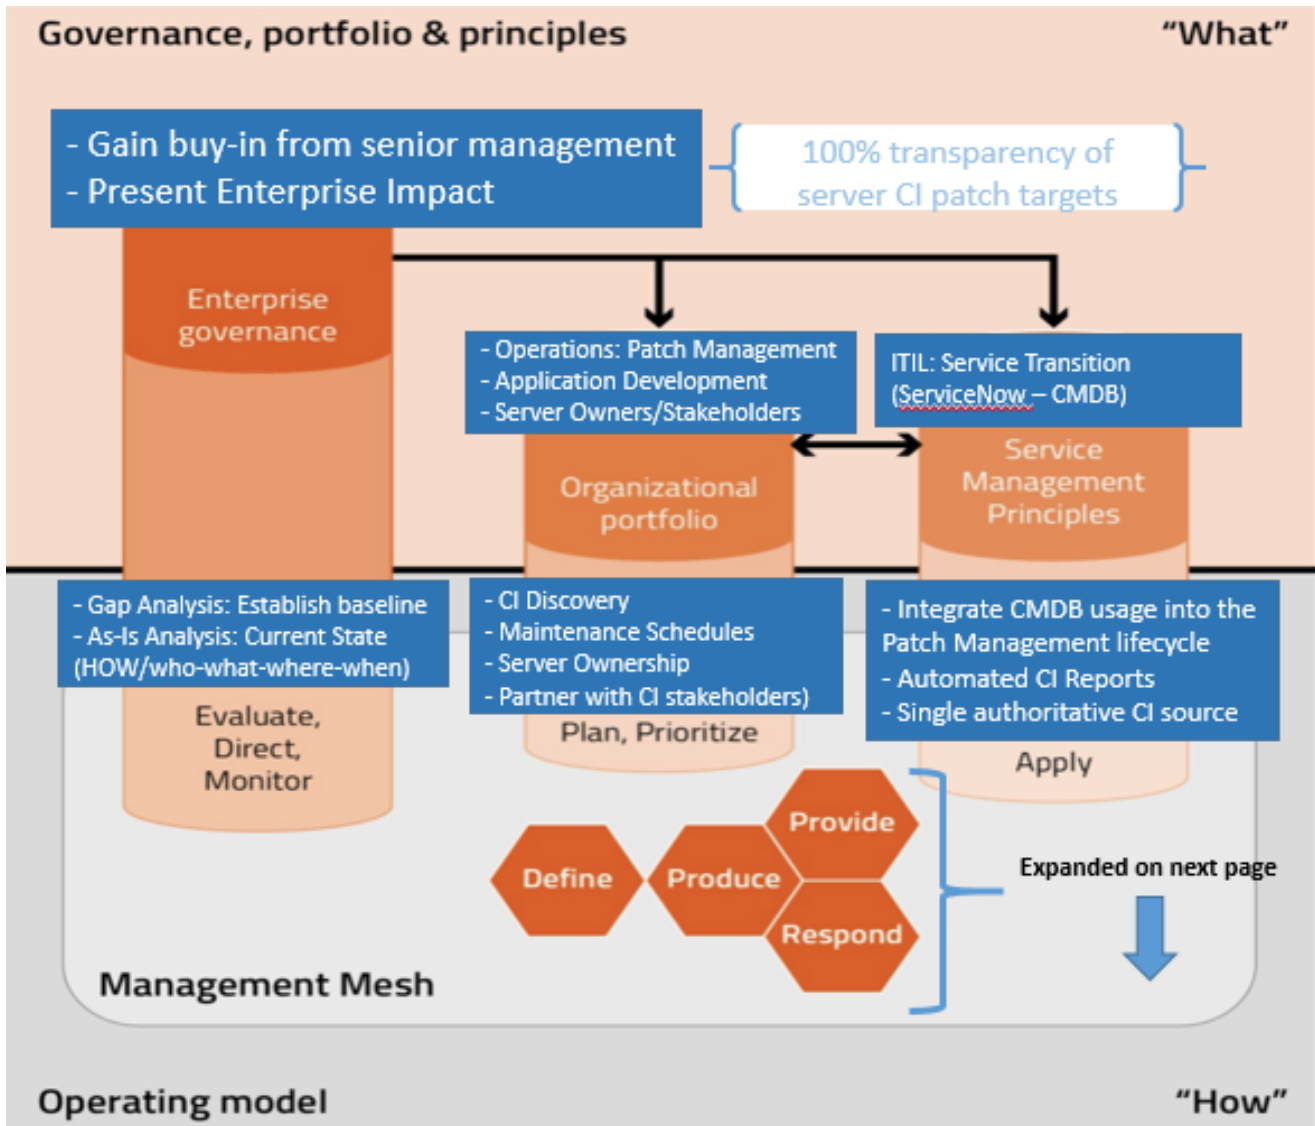 Governance, portfolio & principles
“What”
- Gain buy-in from senior management
- Present Enterprise Impact
100% transparency of
server CI patch targets
Enterprise
governance
- Operations: Patch Management
- Application Development
- Server Owners/Stakeholders
ITIL: Service Transition
(ServiceNow – CMDB)
Organizational
portfolio
Service
Management
Principles
- Gap Analysis: Establish baseline
- As-Is Analysis: Current State
(HOW/who-what-where-when)
- CI Discovery
- Maintenance Schedules
- Server Ownership
- Partner with CI stakeholders)
- Integrate CMDB usage into the
Patch Management lifecycle
- Automated CI Reports
- Single authoritative CI source
Evaluate,
Direct,
Monitor
Plan, Prioritize
Apply
Define
Produce
Provide
Respond
Expanded on next page
Management Mesh
Operating model
“How”